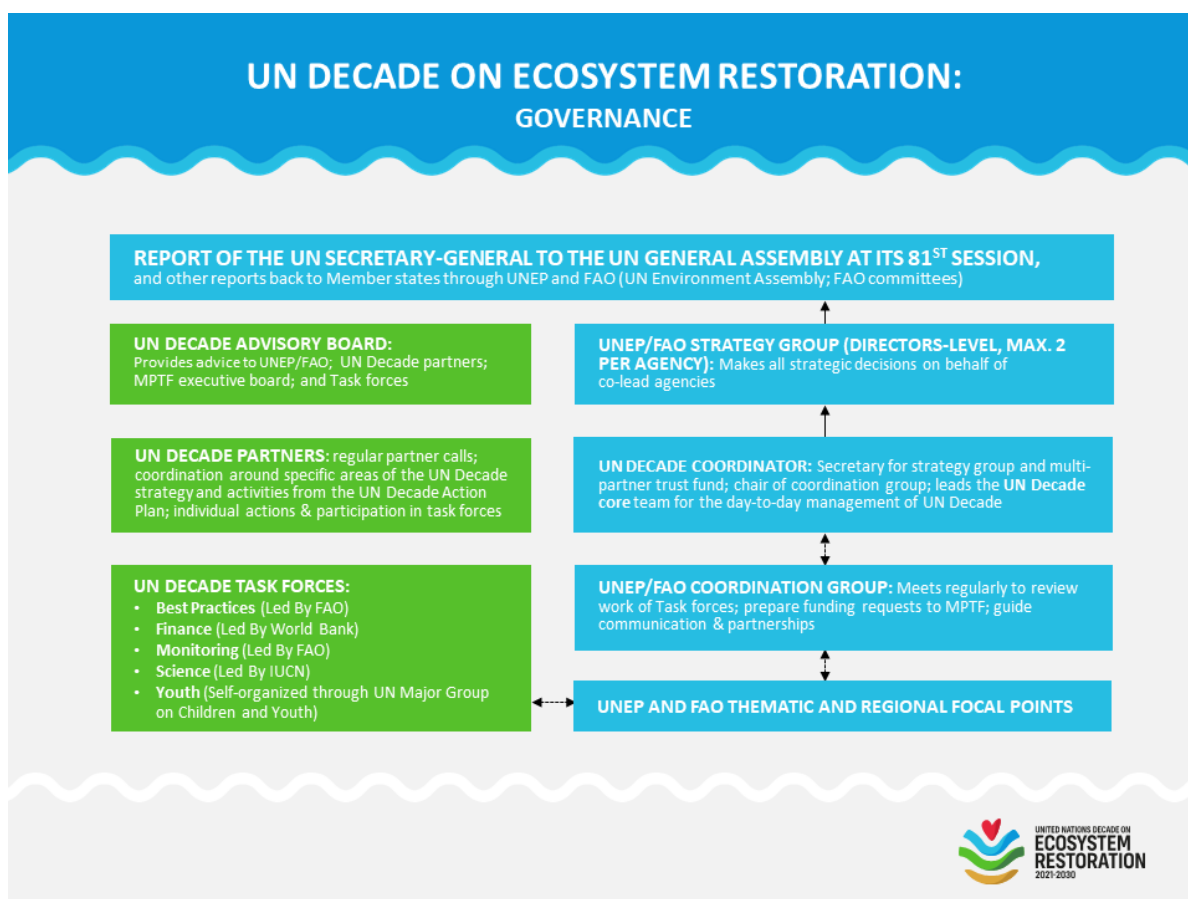 UN DECADE ON ECOSYSTEM RESTORATION:
GOVERNANCE
REPORT OF THE UN SECRETARY-GENERAL TO THE UN GENERAL ASSEMBLY AT ITS 81ST SESSION,
and other reports back to Member states through UNEP and FAO (UN Environment Assembly; FAO committees)
UN DECADE ADVISORY BOARD:
Provides advice to UNEP/FAO; UN Decade partners;
MPTF executive board; and Task forces
UNEP/FAO STRATEGY GROUP (DIRECTORS-LEVEL, MAX. 2
PER AGENCY): Makes all strategic decisions on behalf of
co-lead agencies
UN DECADE PARTNERS: regular partner calls;
coordination around specific areas of the UN Decade
strategy and activities from the UN Decade Action
Plan; individual actions & participation in task forces
UN DECADE COORDINATOR: Secretary for strategy group and multi-
partner trust fund; chair of coordination group; leads the UN Decade
core team for the day-to-day management of UN Decade
UN DECADE TASK FORCES:
• Best Practices (Led By FAO)
• Finance (Led By World Bank)
• Monitoring (Led By FAO)
• Science (Led By IUCN)
• Youth (Self-organized through UN Major Group
on Children and Youth)
UNEP/FAO COORDINATION GROUP: Meets regularly to review
work of Task forces; prepare funding requests to MPTF; guide
communication & partnerships
UNEP AND FAO THEMATIC AND REGIONAL FOCAL POINTS
UNITED NATIONS DECADE ON
ECOSYSTEM
RESTORATION
2021-2030